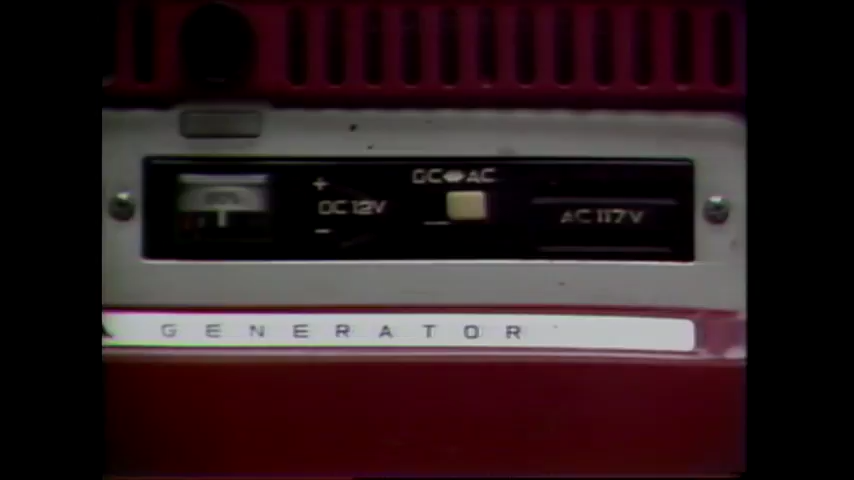 DC⬌AC
+
DC 12V
−
AC 117V
A GENERATOR